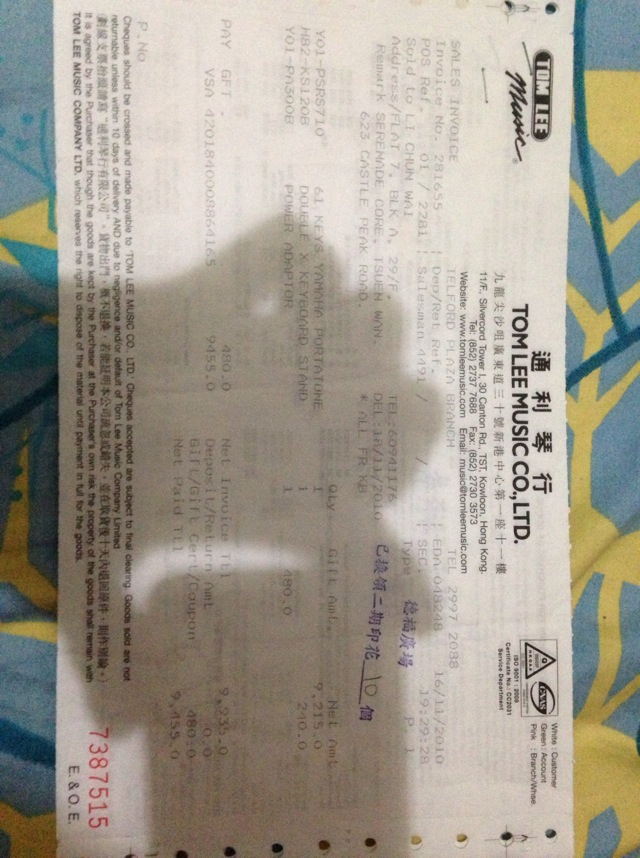 TOM LEE Music®
通利琴行
TOM LEE MUSIC CO., LTD.
九龍尖沙咀廣東道三十號新港中心第一座十一樓
11/F., Silvercord Tower I, 30 Canton Rd., TST, Kowloon, Hong Kong.
Tel: (852) 2737 7688 Fax: (852) 2730 3573
Website: www.tomleemusic.com Email: music@tomleemusic.com
ISO 9001 : 2008
Certificate No.: CC2031
Service Department
White : Customer
Green : Account
Pink : Branch/Whse.
SALES INVOICE TELFORD PLAZA BRANCH TEL 2997 2088
Invoice No. 281655 | Dep/Ret Ref. / | EDA-048248 16/11/2010
POS Ref. 01 / 2281 | Salesman 4491 / / | SEC. 19:29:28
Sold to LI CHUN WAI Type P 1
德福廣場
Address/FLAT 7, BLK A, 29/F, TEL:60941176
Remark SERENADE COVE, TSUEN WAN. DEL:18/11/2010
623 CASTLE PEAK ROAD. * ALL FR XB
已換領二期印花 10 個
Qty Gift Amt. Net Amt.
Y01-PSRS710 61 KEYS YAMAHA PORTATONE 1 9,215.0
HB2-KS120B DOUBLE X KEYBOARD STAND 1 240.0
Y01-PA300B POWER ADAPTOR 1 480.0
PAY GFT. 480.0 Net Invoice Ttl 9,935.0
VSA 4201840008864165 9455.0 Deposit/Return Amt 0.0
Gift/Gift Cert/Coupon 480.0
Net Paid Ttl 9,455.0
P.No
Cheques should be crossed and made payable to "TOM LEE MUSIC CO. LTD." Cheques accepted are subject to final clearing. Goods sold are not
returnable unless within 10 days of delivery AND due to negligence and/or default of Tom Lee Music Company Limited
It is agreed by the Purchaser that though the goods are kept by the Purchaser at the Purchaser's own risk the property of the goods shall remain with
TOM LEE MUSIC COMPANY LTD. which reserves the right to dispose of the material until payment in full for the goods.
7387515
E. & O. E.